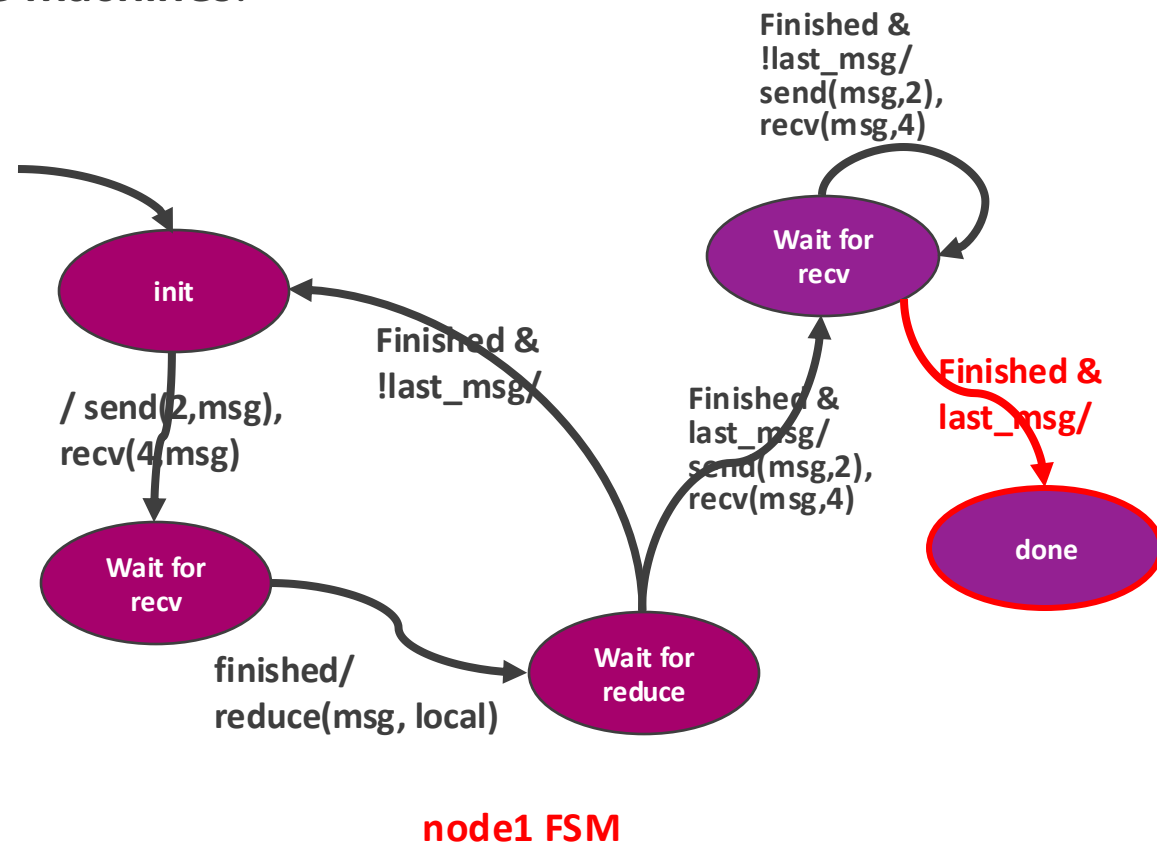 Finished &
!last_msg/
send(msg,2),
recv(msg,4)
Wait for
recv
init
Finished &
!last_msg/
Finished &
last_msg/
/ send(2,msg),
recv(4,msg)
Finished &
last_msg/
send(msg,2),
recv(msg,4)
Wait for
recv
done
finished/
reduce(msg, local)
Wait for
reduce
node1 FSM